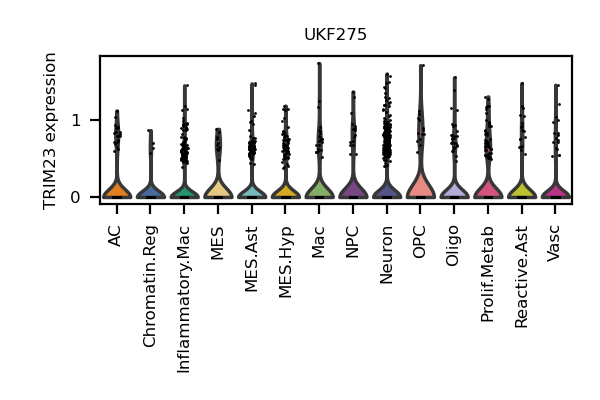 UKF275
TRIM23 expression
1
0
AC
Chromatin.Reg
Inflammatory.Mac
MES
MES.Ast
MES.Hyp
Mac
NPC
Neuron
OPC
Oligo
Prolif.Metab
Reactive.Ast
Vasc